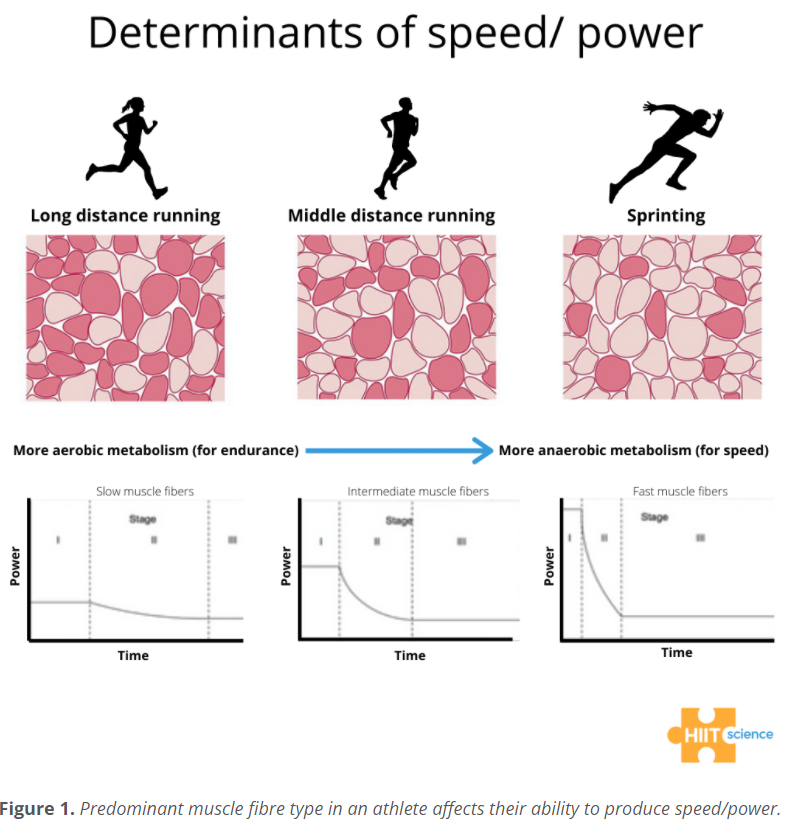 Determinants of speed/ power
Long distance running
Middle distance running
Sprinting
More aerobic metabolism (for endurance)
More anaerobic metabolism (for speed)
Slow muscle fibers
Stage
I
II
III
Power
Time
Intermediate muscle fibers
Stage
I
II
III
Power
Time
Fast muscle fibers
Stage
I
II
III
Power
Time
HIIT science
Figure 1. Predominant muscle fibre type in an athlete affects their ability to produce speed/power.